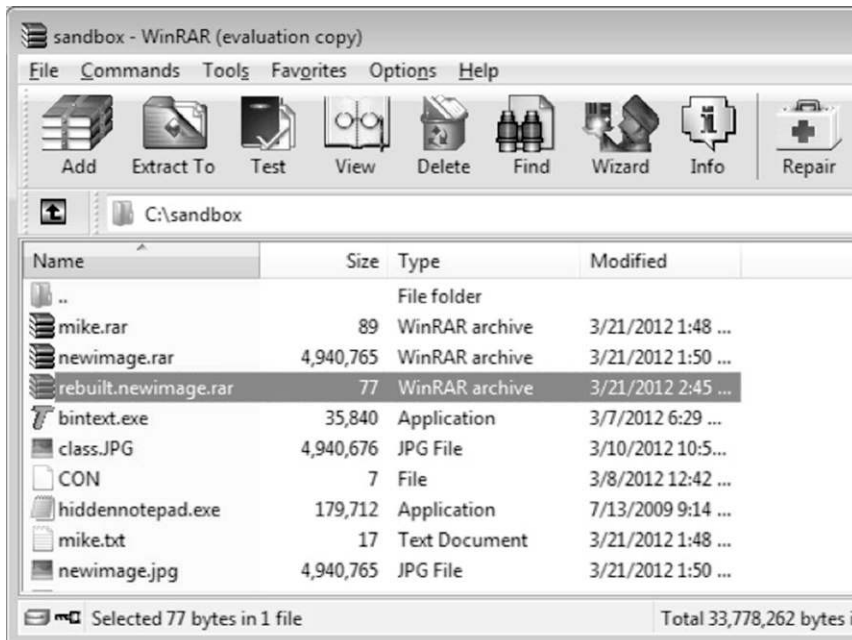 sandbox - WinRAR (evaluation copy)
File Commands Tools Favorites Options Help
Add Extract To Test View Delete Find Wizard Info Repair
C:\sandbox
Name Size Type Modified
.. File folder
mike.rar 89 WinRAR archive 3/21/2012 1:48 ...
newimage.rar 4,940,765 WinRAR archive 3/21/2012 1:50 ...
rebuilt.newimage.rar 77 WinRAR archive 3/21/2012 2:45 ...
bintext.exe 35,840 Application 3/7/2012 6:29 ...
class.JPG 4,940,676 JPG File 3/10/2012 10:5...
CON 7 File 3/8/2012 12:42 ...
hiddennotepad.exe 179,712 Application 7/13/2009 9:14 ...
mike.txt 17 Text Document 3/21/2012 1:48 ...
newimage.jpg 4,940,765 JPG File 3/21/2012 1:50 ...
Selected 77 bytes in 1 file Total 33,778,262 bytes